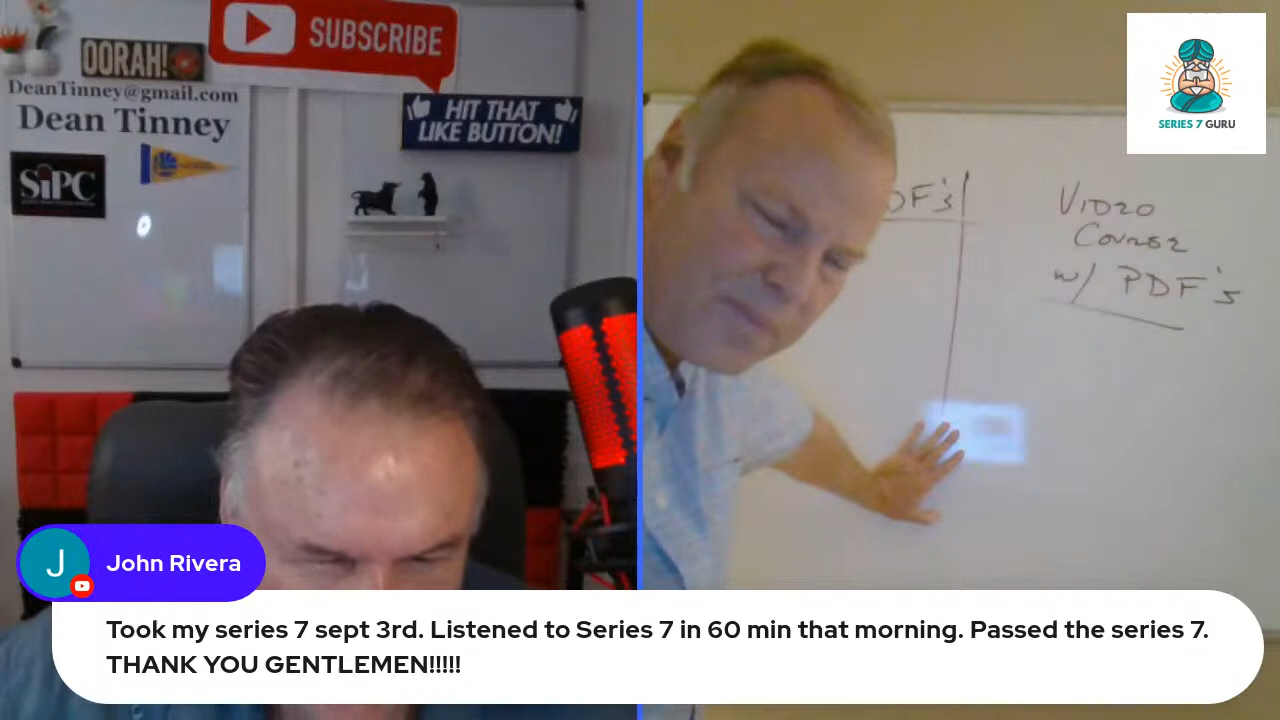 OORAH!
SUBSCRIBE
DeanTinney@gmail.com
Dean Tinney
HIT THAT
LIKE BUTTON!
SiPC
SERIES 7 GURU
DF's
VIDEO
COURSE
w/ PDF's
J
John Rivera
Took my series 7 sept 3rd. Listened to Series 7 in 60 min that morning. Passed the series 7.
THANK YOU GENTLEMEN!!!!!